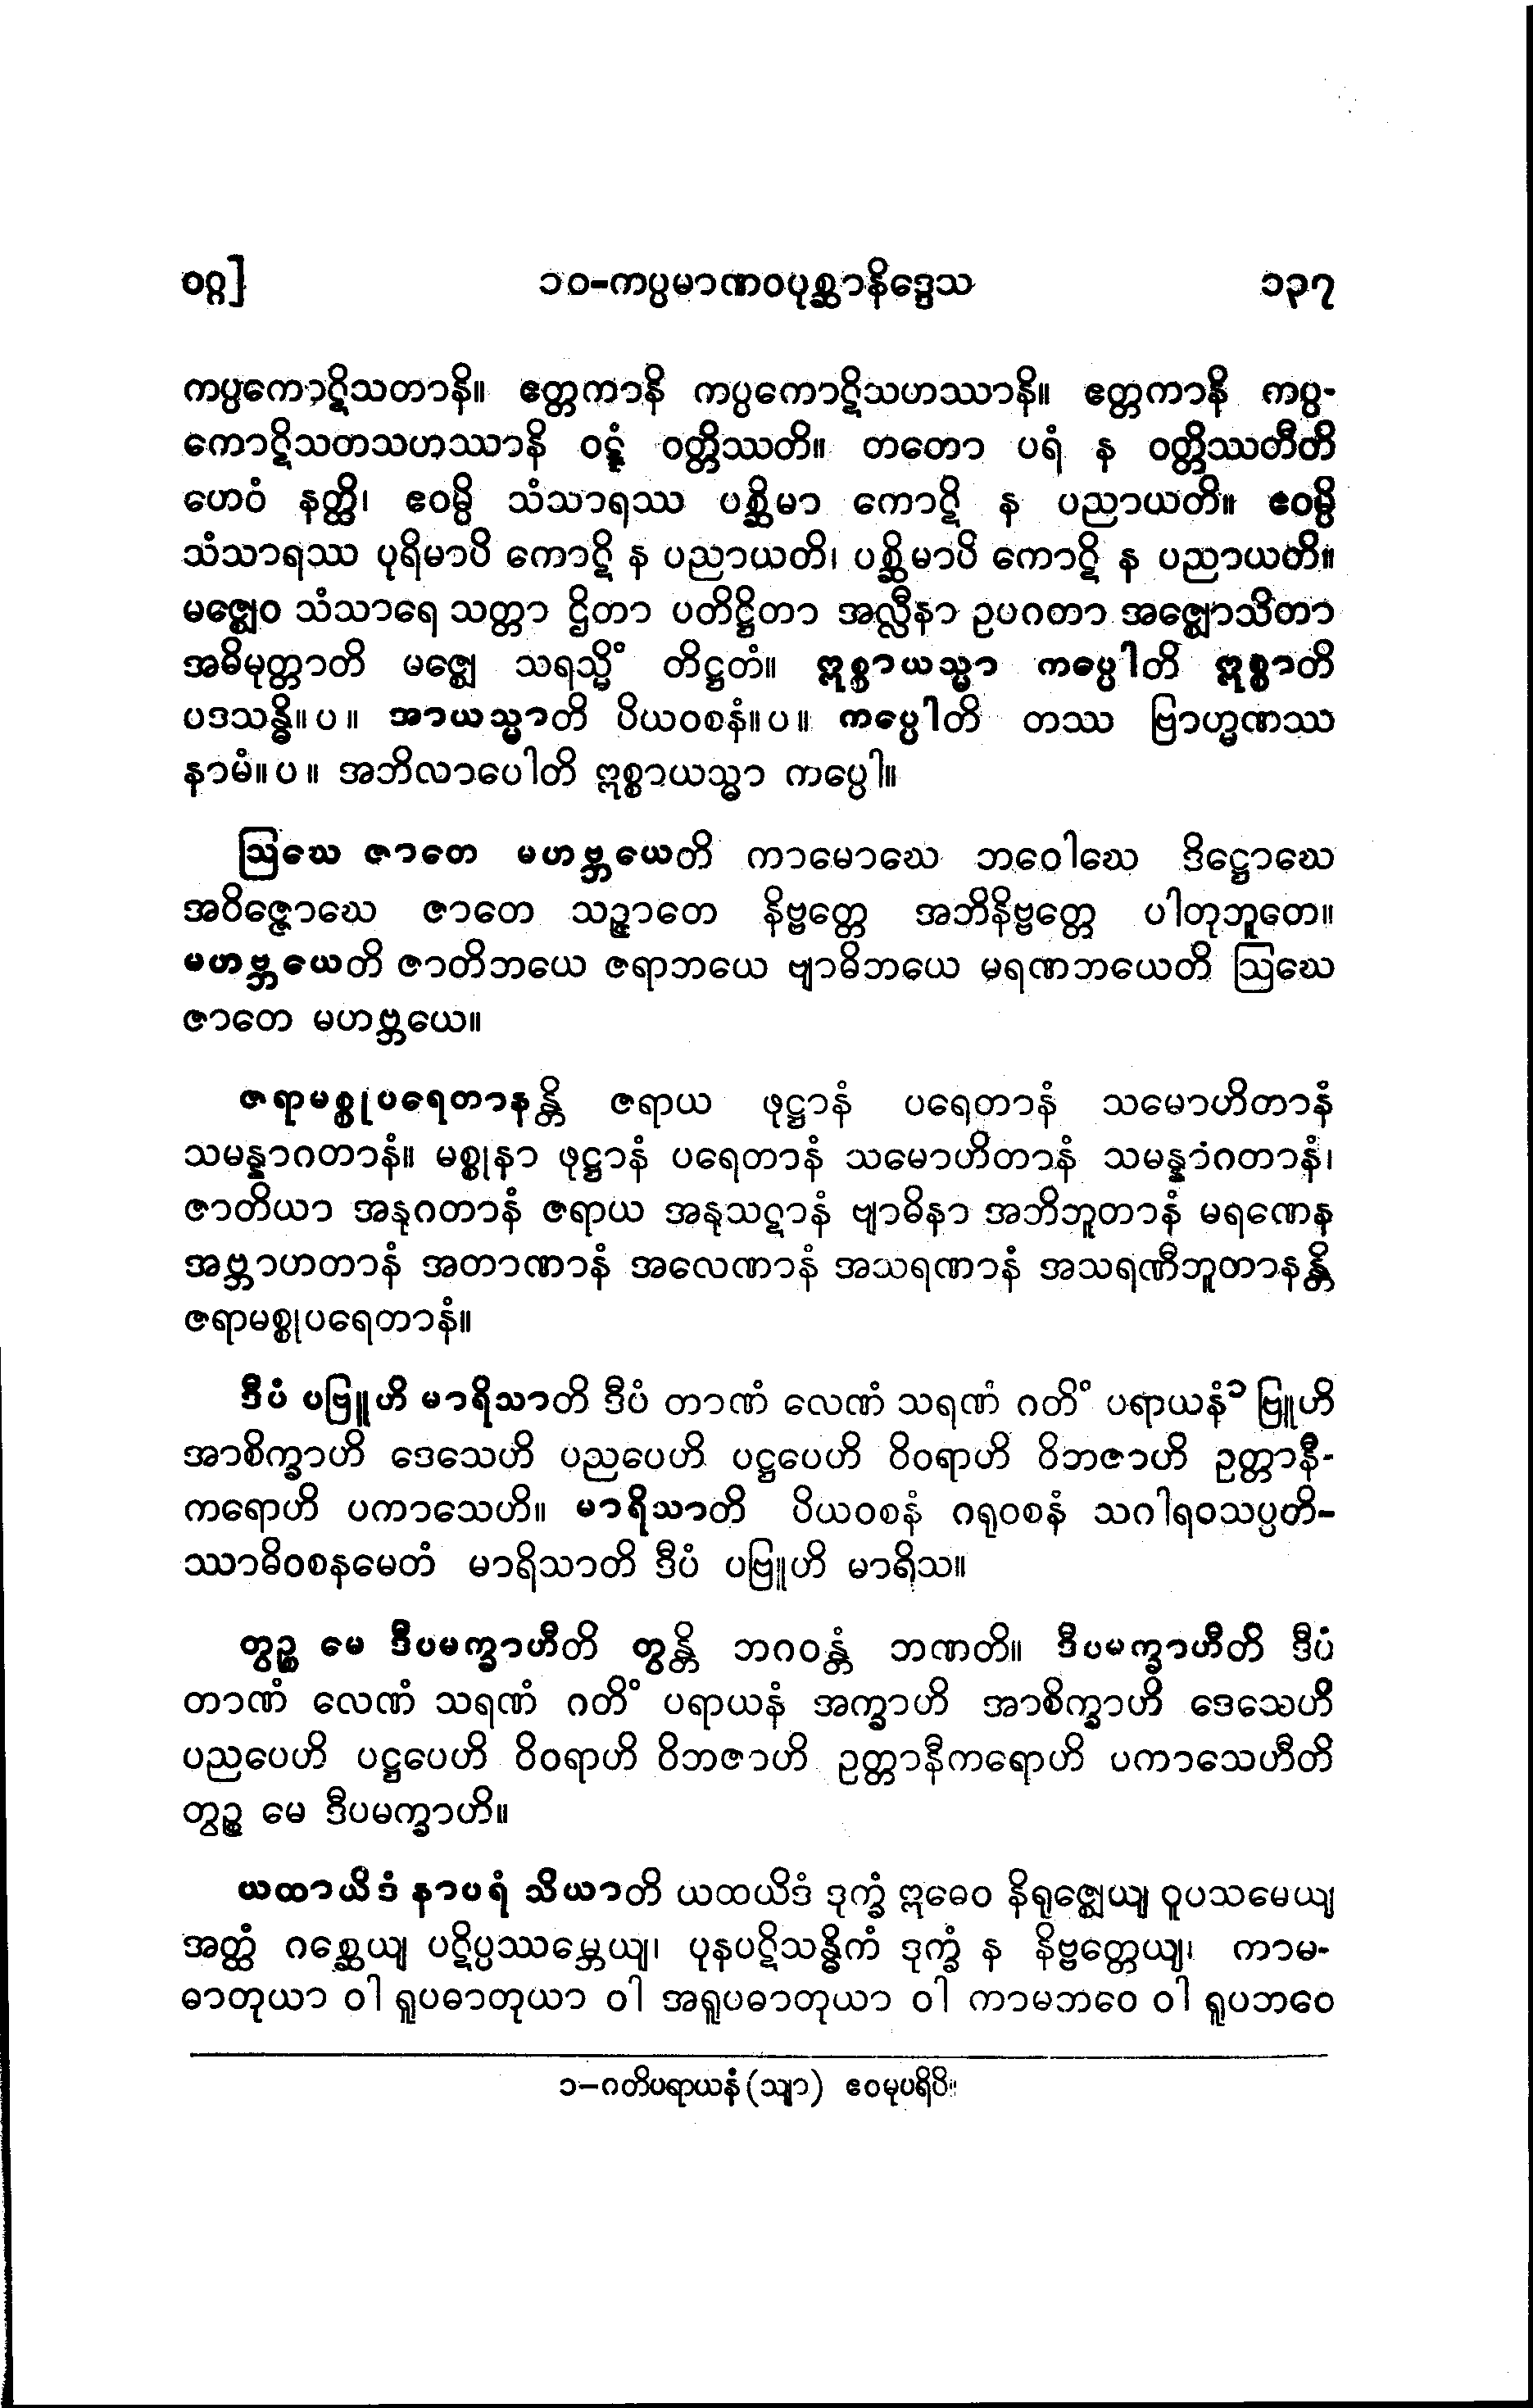 ဝဂ္ဂ]
၁၀-ကပ္ပမာဏဝပုစ္ဆာနိဒ္ဒေသ
၁၃၇
ကပ္ပကောဋိသတာနိ။ ဧတ္တကာနိ ကပ္ပကောဋိသဟဿာနိ။ ဧတ္တကာနိ ကပ္ပ-
ကောဋိသတသဟဿာနိ ဝဋ္ဋံ ဝတ္တိဿတိ။ တတော ပရံ န ဝတ္တိဿတီတိ
ဟေဝံ နတ္ထိ၊ ဧဝမ္ပိ သံသာရဿ ပစ္ဆိမာ ကောဋိ န ပညာယတိ။ ဧဝမ္ပိ
သံသာရဿ ပုရိမာပိ ကောဋိ န ပညာယတိ၊ ပစ္ဆိမာပိ ကောဋိ န ပညာယတိ။
မဇ္ဈေဝ သံသာရေ သတ္တာ ဌိတာ ပတိဋ္ဌိတာ အလ္လီနာ ဥပဂတာ အဇ္ဈောသိတာ
အဓိမုတ္တာတိ မဇ္ဈေ သရသ္မိံ တိဋ္ဌတံ။ ဣစ္စာယသ္မာ ကပ္ပေါတိ ဣစ္စာတိ
ပဒသန္ဓိ။ပ။ အာယသ္မာတိ ပိယဝစနံ။ပ။ ကပ္ပေါတိ တဿ ဗြာဟ္မဏဿ
နာမံ။ပ။ အဘိလာပေါတိ ဣစ္စာယသ္မာ ကပ္ပေါ။
ဩဃေ ဇာတေ မဟဗ္ဘယေတိ ကာမောဃေ ဘဝေါဃေ ဒိဋ္ဌောဃေ
အဝိဇ္ဇောဃေ ဇာတေ သဉ္ဇာတေ နိဗ္ဗတ္တေ အဘိနိဗ္ဗတ္တေ ပါတုဘူတေ။
မဟဗ္ဘယေတိ ဇာတိဘယေ ဇရာဘယေ ဗျာဓိဘယေ မရဏဘယေတိ ဩဃေ
ဇာတေ မဟဗ္ဘယေ။
ဇရာမစ္စုပရေတာနန္တိ ဇရာယ ဖုဋ္ဌာနံ ပရေတာနံ သမောဟိတာနံ
သမန္နာဂတာနံ။ မစ္စုနာ ဖုဋ္ဌာနံ ပရေတာနံ သမောဟိတာနံ သမန္နာဂတာနံ၊
ဇာတိယာ အနုဂတာနံ ဇရာယ အနုသဋာနံ ဗျာဓိနာ အဘိဘူတာနံ မရဏေန
အဗ္ဘာဟတာနံ အတာဏာနံ အလေဏာနံ အသရဏာနံ အသရဏီဘူတာနန္တိ
ဇရာမစ္စုပရေတာနံ။
ဒီပံ ပဗြူဟိ မာရိသာတိ ဒီပံ တာဏံ လေဏံ သရဏံ ဂတိံ ပရာယနံ၁ ဗြူဟိ
အာစိက္ခာဟိ ဒေသေဟိ ပညပေဟိ ပဋ္ဌပေဟိ ဝိဝရာဟိ ဝိဘဇာဟိ ဥတ္တာနီ-
ကရောဟိ ပကာသေဟိ။ မာရိသာတိ ပိယဝစနံ ဂရုဝစနံ သဂါရဝသပ္ပတိ-
ဿာဓိဝစနမေတံ မာရိသာတိ ဒီပံ ပဗြူဟိ မာရိသ။
တွဉ္စ မေ ဒီပမက္ခာဟီတိ တွန္တိ ဘဂဝန္တံ ဘဏတိ။ ဒီပမက္ခာဟီတိ ဒီပံ
တာဏံ လေဏံ သရဏံ ဂတိံ ပရာယနံ အက္ခာဟိ အာစိက္ခာဟိ ဒေသေဟိ
ပညပေဟိ ပဋ္ဌပေဟိ ဝိဝရာဟိ ဝိဘဇာဟိ ဥတ္တာနီကရောဟိ ပကာသေဟီတိ
တွဉ္စ မေ ဒီပမက္ခာဟိ။
ယထာယိဒံ နာပရံ သိယာတိ ယထယိဒံ ဒုက္ခံ ဣဓေဝ နိရုဇ္ဈေယျ ဝူပသမေယျ
အတ္ထံ ဂစ္ဆေယျ ပဋိပ္ပဿမ္ဘေယျ၊ ပုနပဋိသန္ဓိကံ ဒုက္ခံ န နိဗ္ဗတ္တေယျ၊ ကာမ-
ဓာတုယာ ဝါ ရူပဓာတုယာ ဝါ အရူပဓာတုယာ ဝါ ကာမဘဝေ ဝါ ရူပဘဝေ
၁-ဂတိပရာယနံ (သျာ) ဧဝမုပရိပိ။